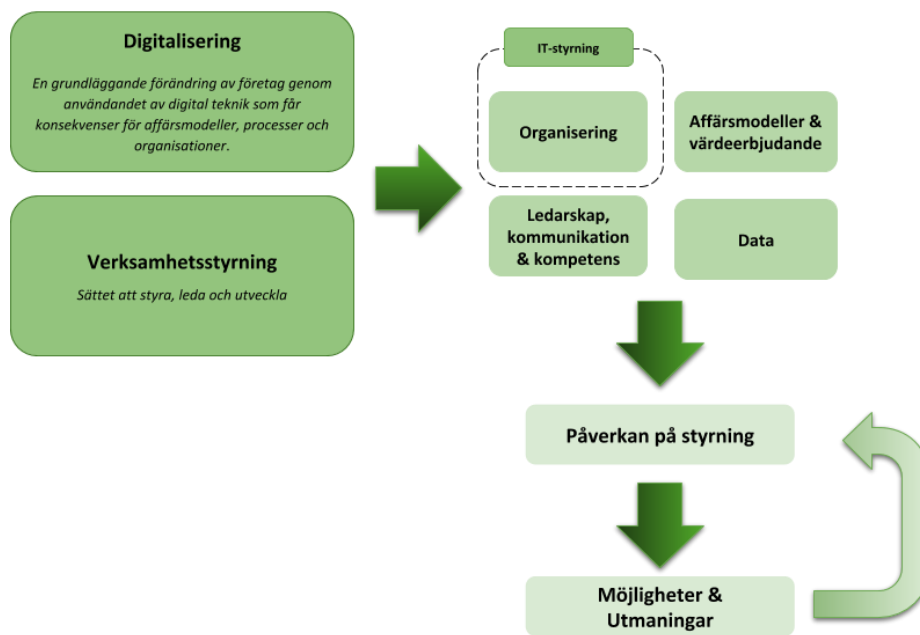 Digitalisering
En grundläggande förändring av företag genom
användandet av digital teknik som får
konsekvenser för affärsmodeller, processer och
organisationer.
Verksamhetsstyrning
Sättet att styra, leda och utveckla
IT-styrning
Organisering
Affärsmodeller &
värdeerbjudande
Ledarskap,
kommunikation
& kompetens
Data
Påverkan på styrning
Möjligheter &
Utmaningar